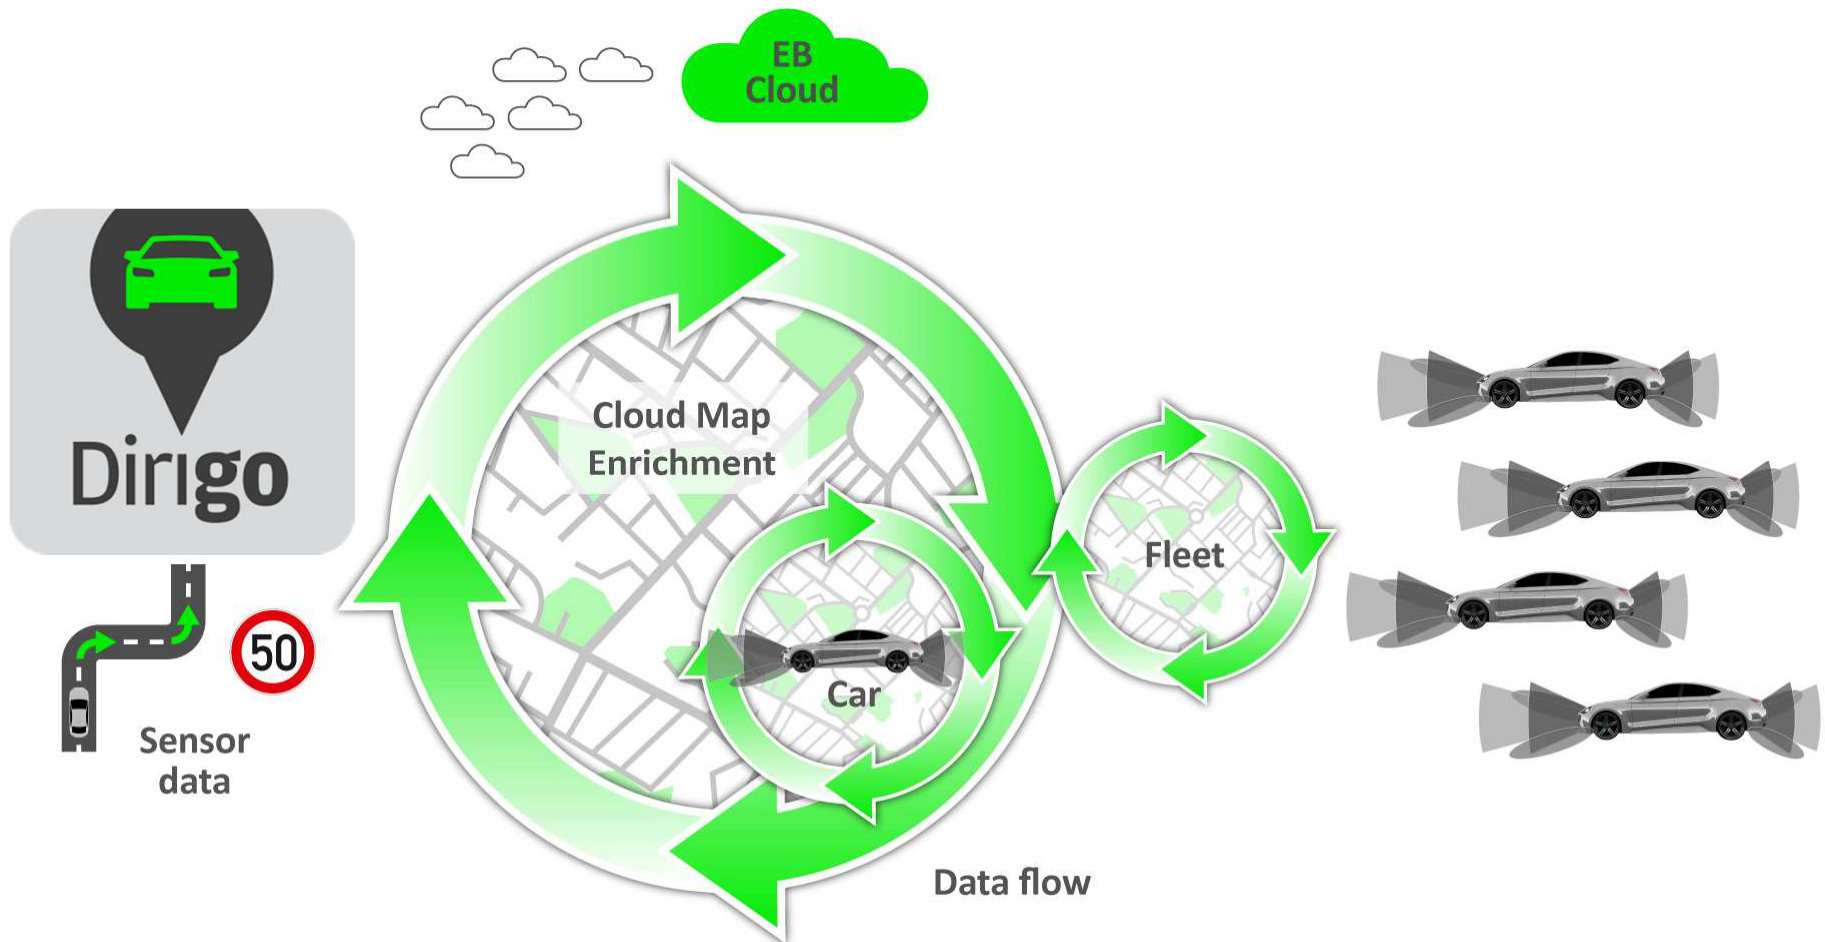 EB
Cloud
Dirigo
Cloud Map
Enrichment
Fleet
50
Car
Sensor
data
Data flow